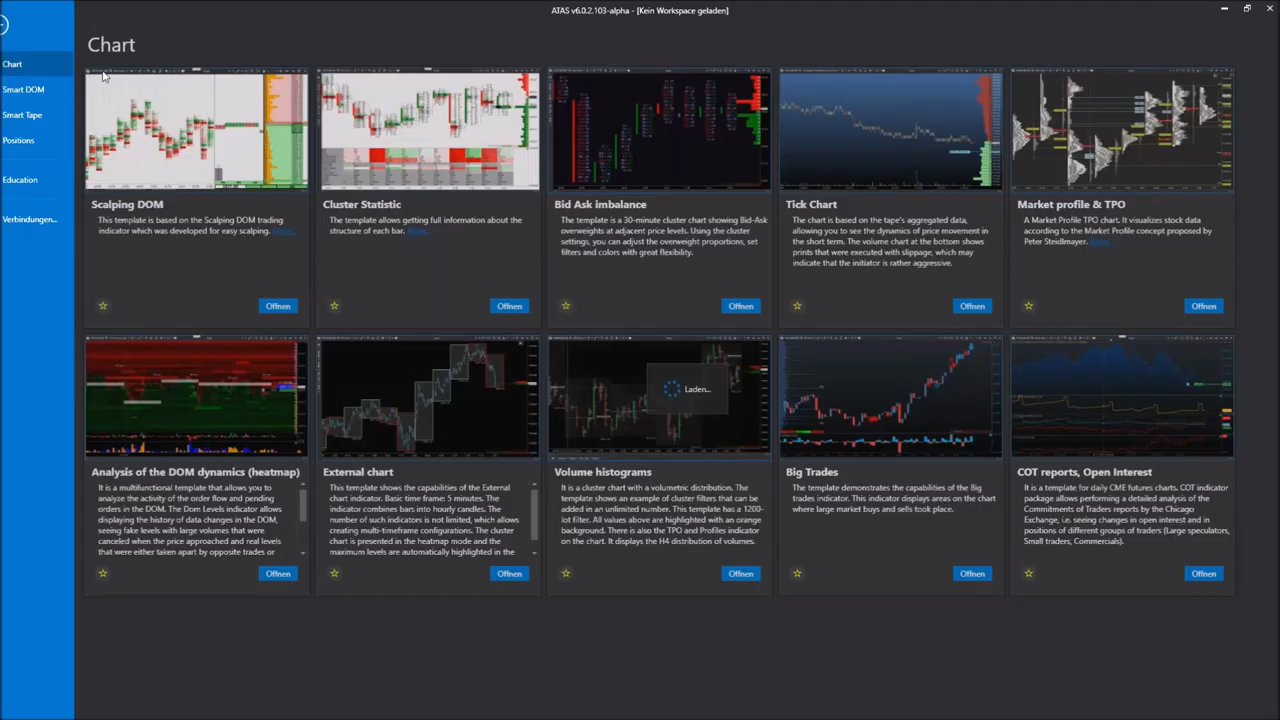 ATAS v6.0.2.103-alpha - [Kein Workspace geladen]
Chart
Chart
Smart DOM
Smart Tape
Positions
Education
Verbindungen...
Scalping DOM
This template is based on the Scalping DOM trading
indicator which was developed for easy scalping.
Öffnen
Cluster Statistic
The template allows getting full information about the
structure of each bar.
Öffnen
Bid Ask imbalance
The template is a 30-minute cluster chart showing Bid-Ask
overweights at adjacent price levels. Using the cluster
settings, you can adjust the overweight proportions, set
filters and colors with great flexibility.
Öffnen
Tick Chart
The chart is based on the tape's aggregated data,
allowing you to see the dynamics of price movement in
the short term. The volume chart at the bottom shows
prints that were executed with slippage, which may
indicate that the initiator is rather aggressive.
Öffnen
Market profile & TPO
A Market Profile TPO chart. It visualizes stock data
according to the Market Profile concept proposed by
Peter Steidlmayer.
Öffnen
Analysis of the DOM dynamics (heatmap)
It is a multifunctional template that allows you to
analyze the activity of the order flow and pending
orders in the DOM. The Dom Levels indicator allows
displaying the history of data changes in the DOM,
seeing fake levels with large volumes that were
canceled when the price approached and real levels
that were either taken apart by opposite trades or
Öffnen
External chart
This template shows the capabilities of the External
chart indicator. Basic time frame: 5 minutes. The
indicator combines bars into hourly candles. The
number of such indicators is not limited, which allows
creating multiple timeframes on one chart. The cluster
chart is presented in the heatmap mode and the
maximum levels are automatically highlighted in the
Öffnen
Laden...
Volume histograms
It is a cluster chart with a volumetric distribution. The
template shows an example of cluster filters that can be
added in an unlimited number. This template has a 1200-
lot filter. All values above are highlighted with an orange
background. There is also the TPO and Profiles indicator
on the chart. It displays the H4 distribution of volumes.
Öffnen
Big Trades
The template demonstrates the capabilities of the Big
trades indicator. This indicator displays areas on the chart
where large market buys and sells took place.
Öffnen
COT reports, Open Interest
It is a template for daily CME futures charts. COT indicator
package allows performing a detailed analysis of the
Commitments of Traders reports by the Chicago
Exchange, i.e. seeing changes in open interest and in
positions of different groups of traders (Large speculators,
Small traders, Commercials).
Öffnen